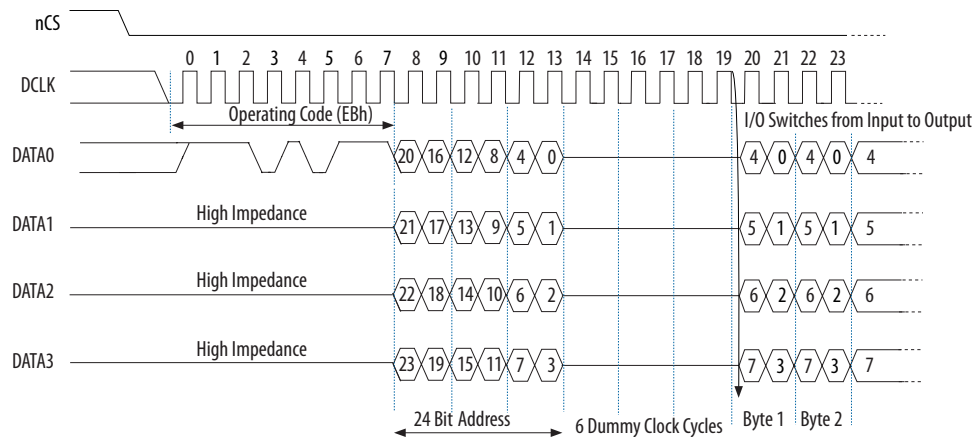 nCS
0 1 2 3 4 5 6 7 8 9 10 11 12 13 14 15 16 17 18 19 20 21 22 23
DCLK
Operating Code (EBh)
I/O Switches from Input to Output
DATA0 20 16 12 8 4 0 4 0 4 0 4
DATA1 High Impedance 21 17 13 9 5 1 5 1 5 1 5
DATA2 High Impedance 22 18 14 10 6 2 6 2 6 2 6
DATA3 High Impedance 23 19 15 11 7 3 7 3 7 3 7
24 Bit Address 6 Dummy Clock Cycles Byte 1 Byte 2